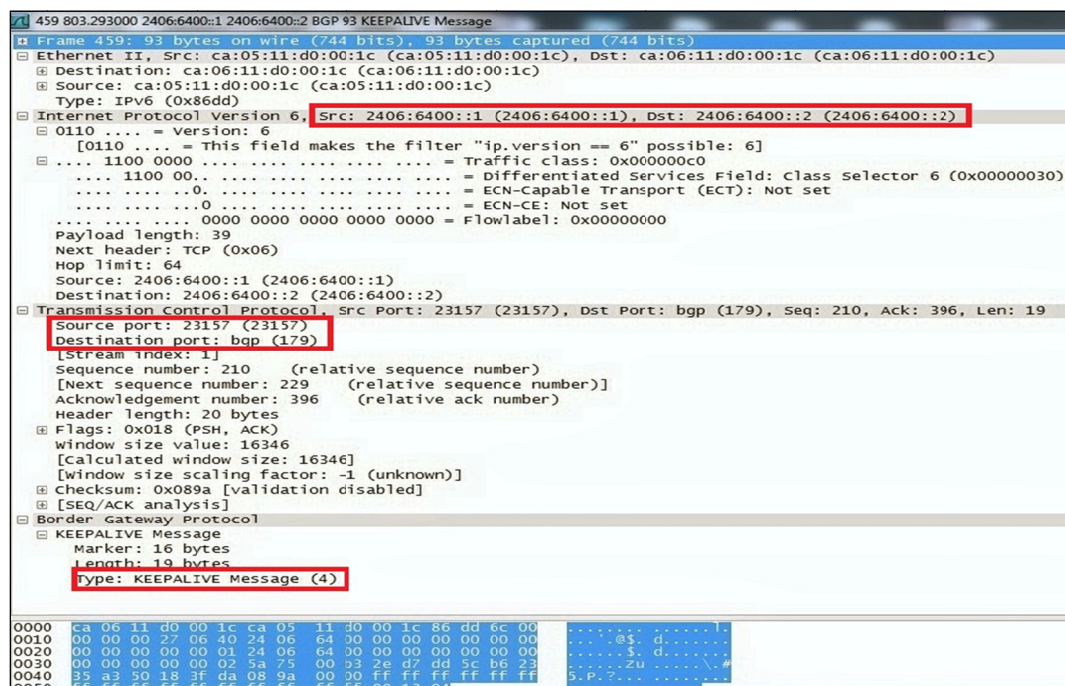 459 803.293000 2406:6400::1 2406:6400::2 BGP 93 KEEPALIVE Message
Frame 459: 93 bytes on wire (744 bits), 93 bytes captured (744 bits)
Ethernet II, Src: ca:05:11:d0:00:1c (ca:05:11:d0:00:1c), Dst: ca:06:11:d0:00:1c (ca:06:11:d0:00:1c)
Destination: ca:06:11:d0:00:1c (ca:06:11:d0:00:1c)
Source: ca:05:11:d0:00:1c (ca:05:11:d0:00:1c)
Type: IPv6 (0x86dd)
Internet Protocol Version 6, Src: 2406:6400::1 (2406:6400::1), Dst: 2406:6400::2 (2406:6400::2)
0110 .... = Version: 6
[0110 .... = This field makes the filter "ip.version == 6" possible: 6]
.... 1100 0000 .... .... .... .... .... = Traffic class: 0x000000c0
.... 1100 00.. .... .... .... .... .... = Differentiated Services Field: Class Selector 6 (0x00000030)
.... .... ..0. .... .... .... .... .... = ECN-Capable Transport (ECT): Not set
.... .... ...0 .... .... .... .... .... = ECN-CE: Not set
.... .... .... 0000 0000 0000 0000 0000 = Flowlabel: 0x00000000
Payload length: 39
Next header: TCP (0x06)
Hop limit: 64
Source: 2406:6400::1 (2406:6400::1)
Destination: 2406:6400::2 (2406:6400::2)
Transmission Control Protocol, Src Port: 23157 (23157), Dst Port: bgp (179), Seq: 210, Ack: 396, Len: 19
Source port: 23157 (23157)
Destination port: bgp (179)
[Stream index: 1]
Sequence number: 210 (relative sequence number)
[Next sequence number: 229 (relative sequence number)]
Acknowledgement number: 396 (relative ack number)
Header length: 20 bytes
Flags: 0x018 (PSH, ACK)
Window size value: 16346
[Calculated window size: 16346]
[Window size scaling factor: -1 (unknown)]
Checksum: 0x089a [validation disabled]
[SEQ/ACK analysis]
Border Gateway Protocol
KEEPALIVE Message
Marker: 16 bytes
Length: 19 bytes
Type: KEEPALIVE Message (4)
0000 ca 06 11 d0 00 1c ca 05 11 d0 00 1c 86 dd 6c 00 ........ ......l.
0010 00 00 00 27 06 40 24 06 64 00 00 00 00 00 00 00 ...'.@$. d.......
0020 00 00 00 00 00 01 24 06 64 00 00 00 00 00 00 00 ......$. d.......
0030 00 00 00 00 00 02 5a 75 00 b3 2e d7 dd 5c b6 23 ......Zu .....\.#
0040 35 a3 50 18 3f da 08 9a 00 00 ff ff ff ff ff ff 5.P.?... ........